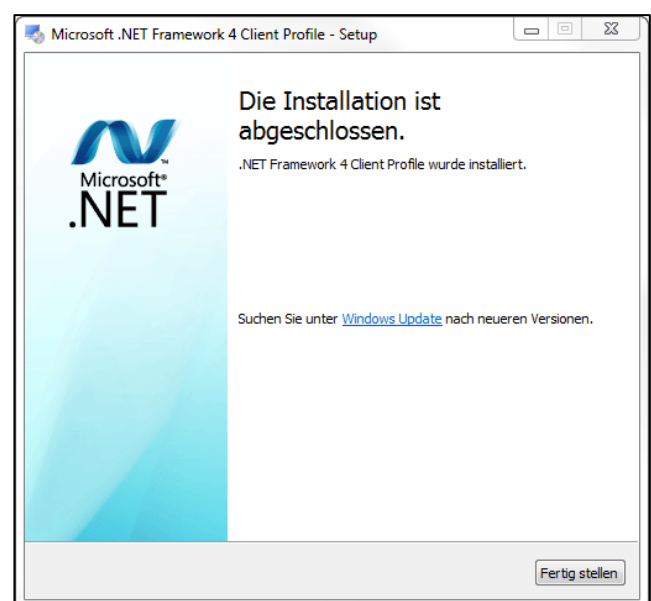 Microsoft .NET Framework 4 Client Profile - Setup
Die Installation ist
abgeschlossen.
.NET Framework 4 Client Profile wurde installiert.
Microsoft®
.NET™
Suchen Sie unter Windows Update nach neueren Versionen.
Fertig stellen